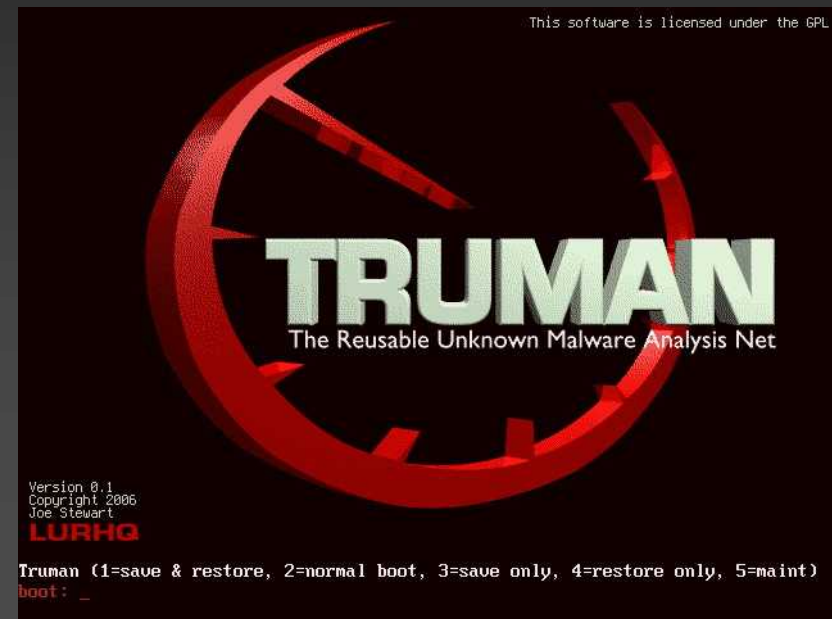 This software is licensed under the GPL
TRUMAN
The Reusable Unknown Malware Analysis Net
Version 0.1
Copyright 2006
Joe Stewart
LURHQ
Truman (1=save & restore, 2=normal boot, 3=save only, 4=restore only, 5=maint)
boot: _